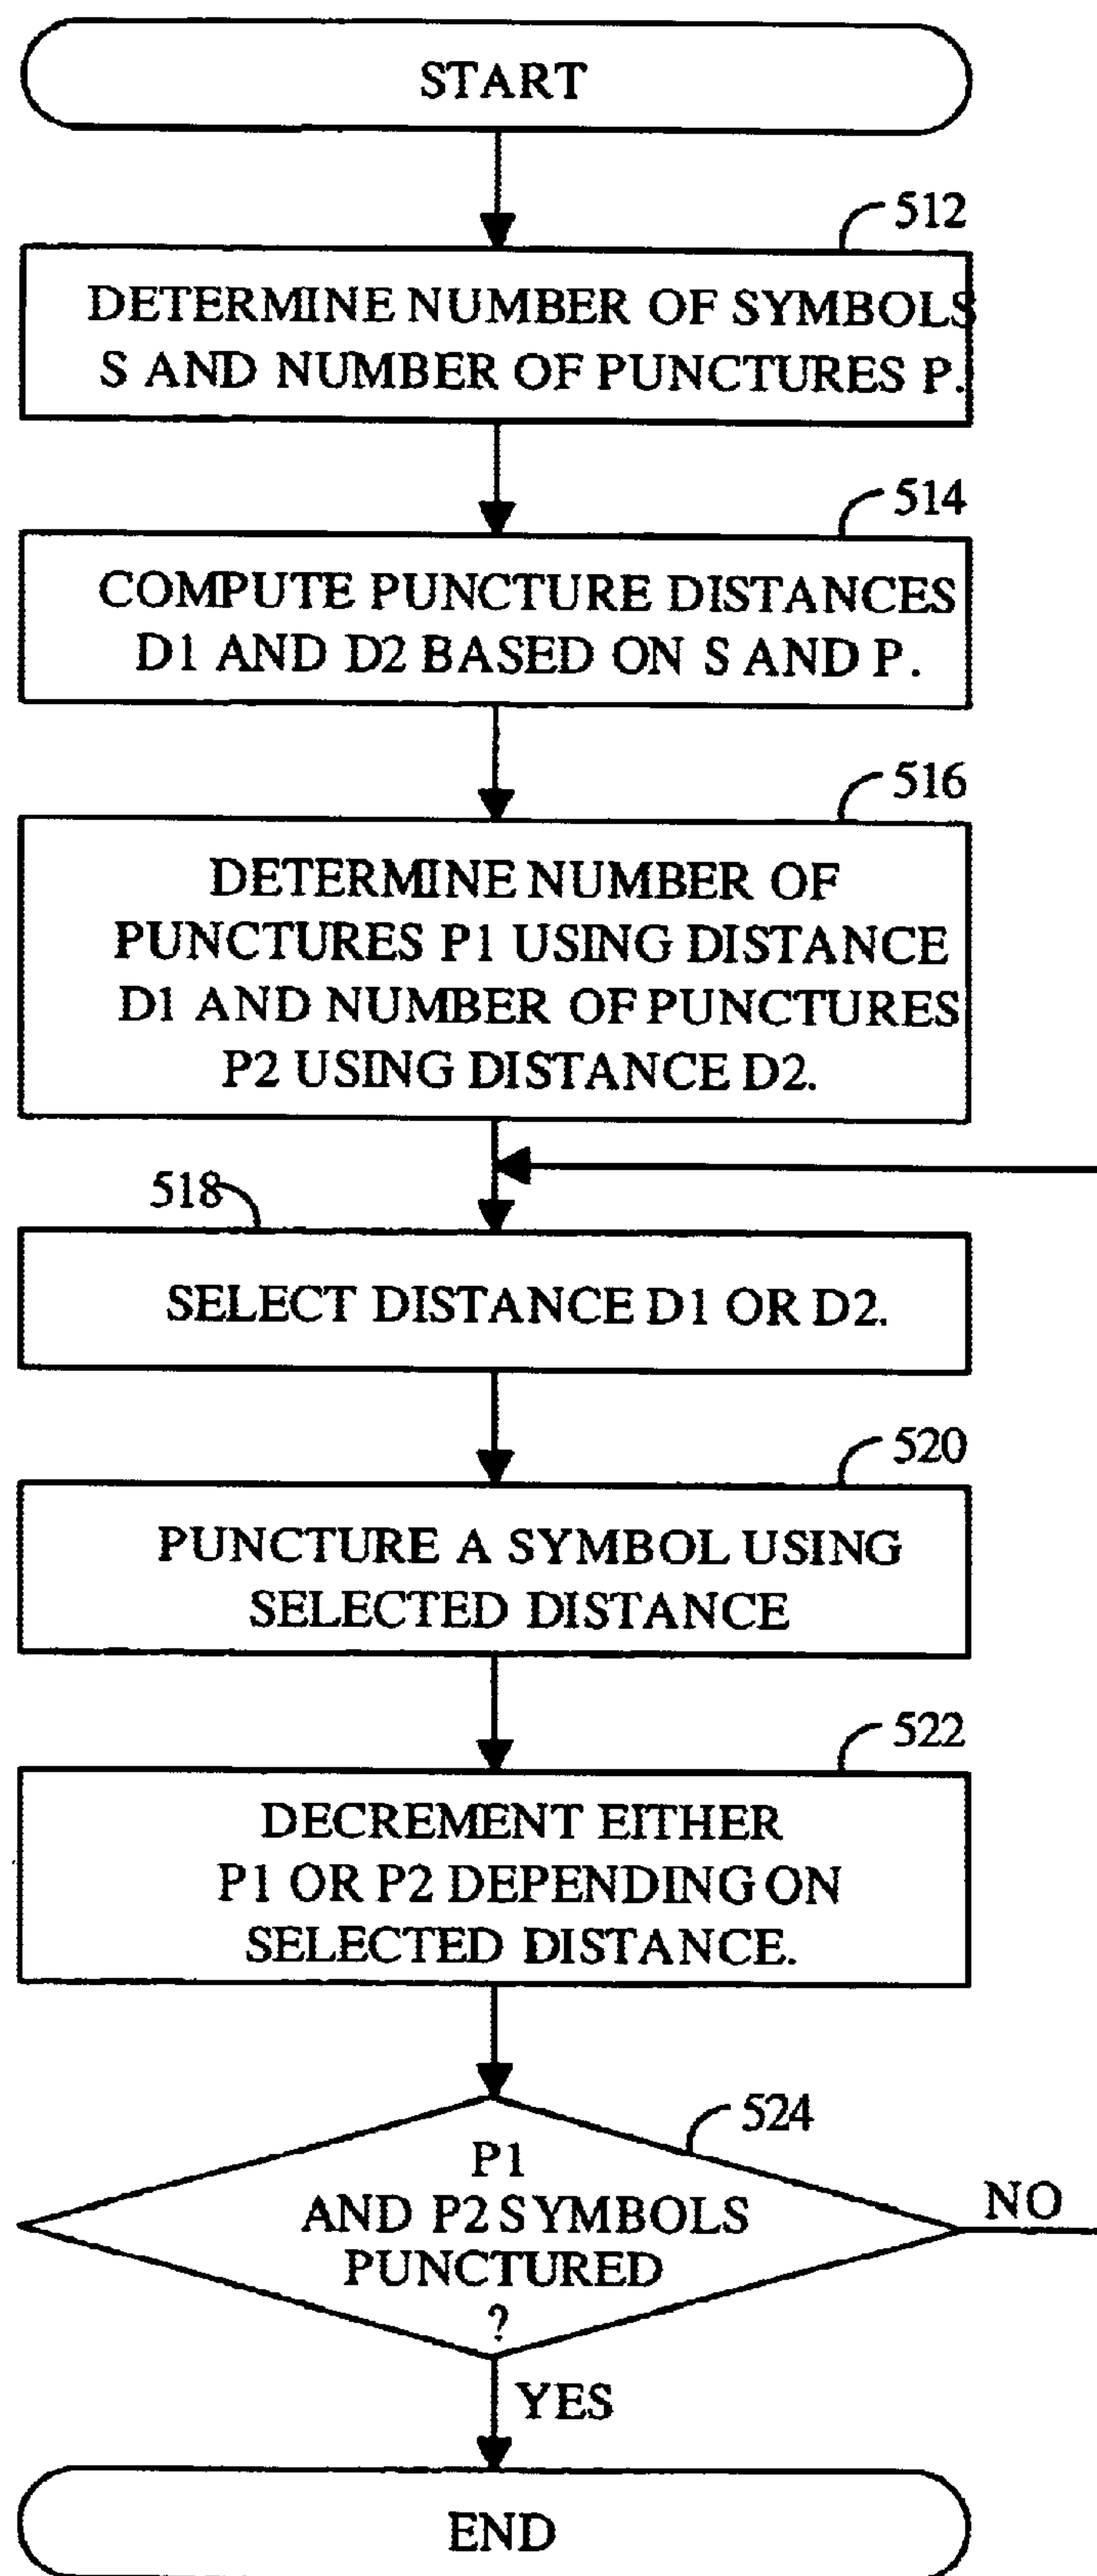 START
512
DETERMINE NUMBER OF SYMBOLS
S AND NUMBER OF PUNCTURES P.
514
COMPUTE PUNCTURE DISTANCES
D1 AND D2 BASED ON S AND P.
516
DETERMINE NUMBER OF
PUNCTURES P1 USING DISTANCE
D1 AND NUMBER OF PUNCTURES
P2 USING DISTANCE D2.
518
SELECT DISTANCE D1 OR D2.
520
PUNCTURE A SYMBOL USING
SELECTED DISTANCE
522
DECREMENT EITHER
P1 OR P2 DEPENDING ON
SELECTED DISTANCE.
524
P1
AND P2 SYMBOLS
PUNCTURED
?
NO
YES
END